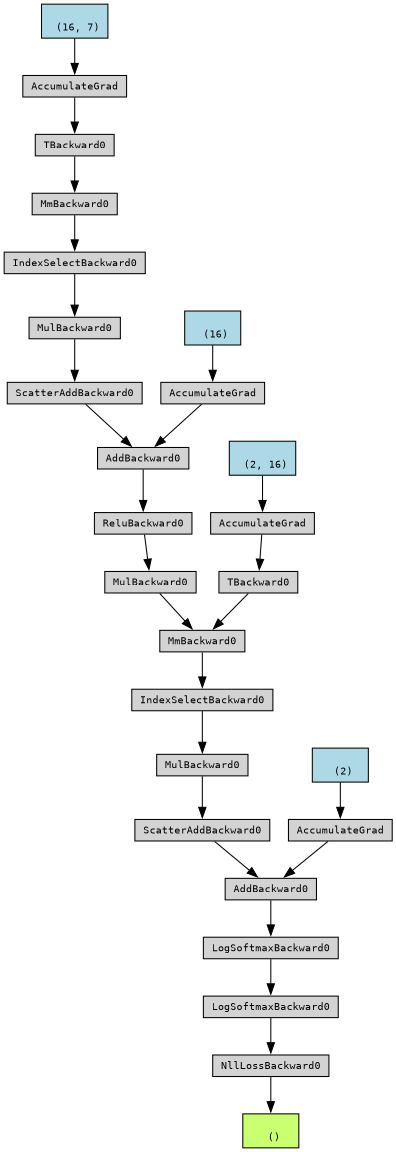 (16, 7)
AccumulateGrad
TBackward0
MmBackward0
IndexSelectBackward0
MulBackward0
(16)
ScatterAddBackward0
AccumulateGrad
AddBackward0
(2, 16)
ReluBackward0
AccumulateGrad
MulBackward0
TBackward0
MmBackward0
IndexSelectBackward0
MulBackward0
(2)
ScatterAddBackward0
AccumulateGrad
AddBackward0
LogSoftmaxBackward0
LogSoftmaxBackward0
NllLossBackward0
()